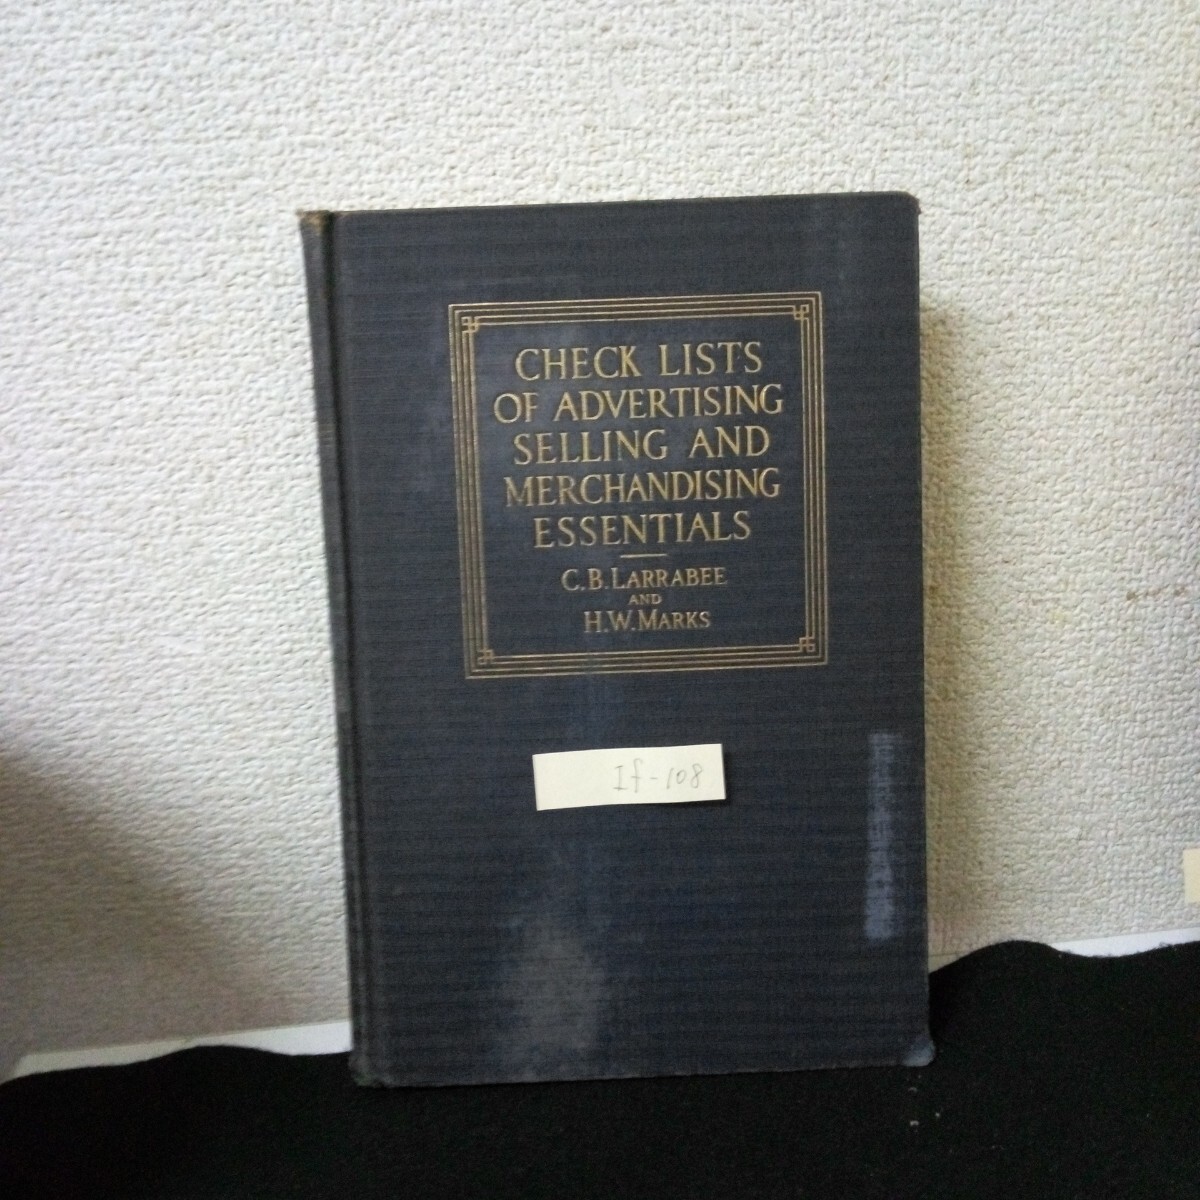 CHECK LISTS
OF ADVERTISING
SELLING AND
MERCHANDISING
ESSENTIALS
C.B. LARRABEE
AND
H.W. MARKS
If-108